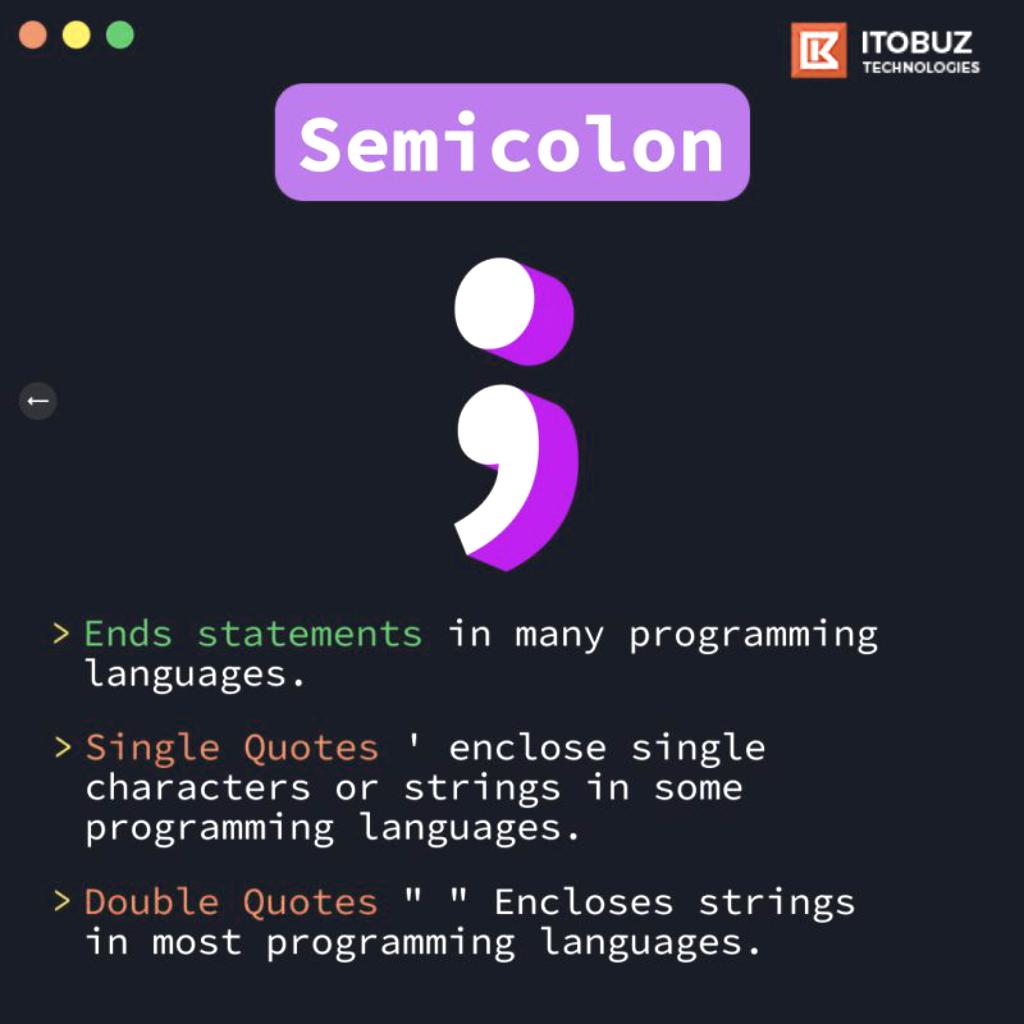 ITOBUZ
TECHNOLOGIES
Semicolon
;
←
> Ends statements in many programming
languages.
> Single Quotes ' enclose single
characters or strings in some
programming languages.
> Double Quotes " " Encloses strings
in most programming languages.